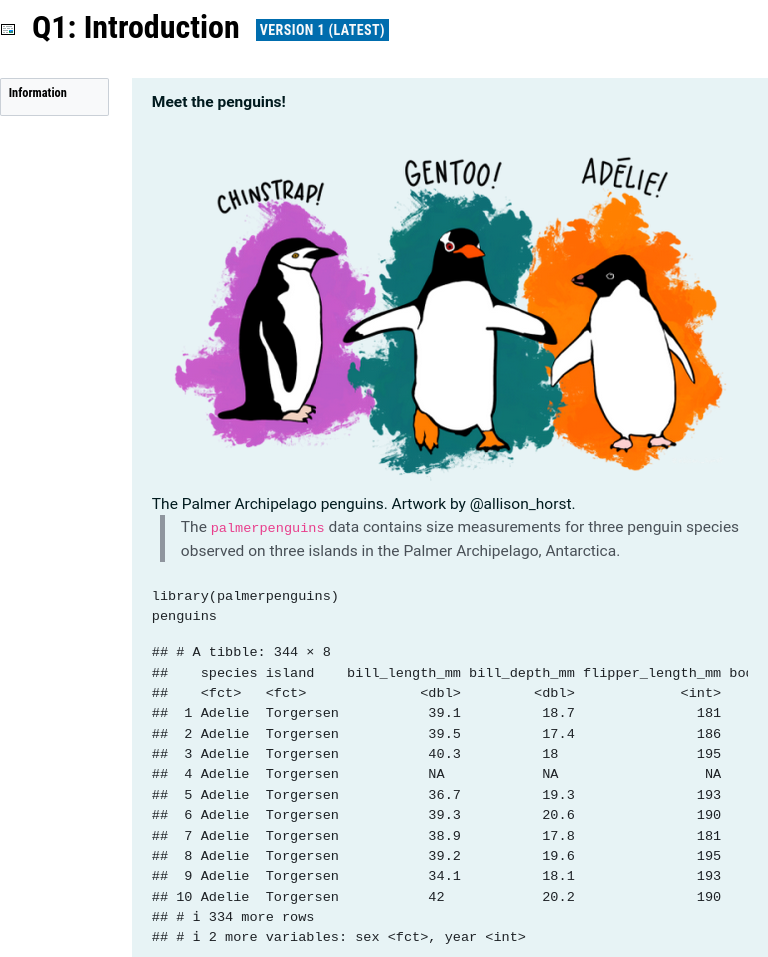 Q1: Introduction VERSION 1 (LATEST)
Information
Meet the penguins!
CHINSTRAP! GENTOO! ADÉLIE!
The Palmer Archipelago penguins. Artwork by @allison_horst.
The palmerpenguins data contains size measurements for three penguin species
observed on three islands in the Palmer Archipelago, Antarctica.
library(palmerpenguins)
penguins
## # A tibble: 344 × 8
##    species island    bill_length_mm bill_depth_mm flipper_length_mm
##    <fct>   <fct>              <dbl>         <dbl>             <int>
##  1 Adelie  Torgersen           39.1          18.7               181
##  2 Adelie  Torgersen           39.5          17.4               186
##  3 Adelie  Torgersen           40.3          18                 195
##  4 Adelie  Torgersen           NA            NA                  NA
##  5 Adelie  Torgersen           36.7          19.3               193
##  6 Adelie  Torgersen           39.3          20.6               190
##  7 Adelie  Torgersen           38.9          17.8               181
##  8 Adelie  Torgersen           39.2          19.6               195
##  9 Adelie  Torgersen           34.1          18.1               193
## 10 Adelie  Torgersen           42            20.2               190
## # i 334 more rows
## # i 2 more variables: sex <fct>, year <int>